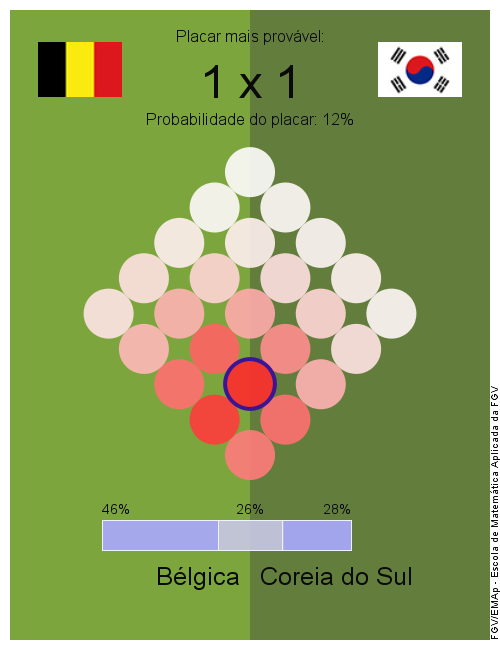 Placar mais provável:
1 x 1
Probabilidade do placar: 12%
46%
26%
28%
Bélgica
Coreia do Sul
FGV/EMAp - Escola de Matemática Aplicada da FGV